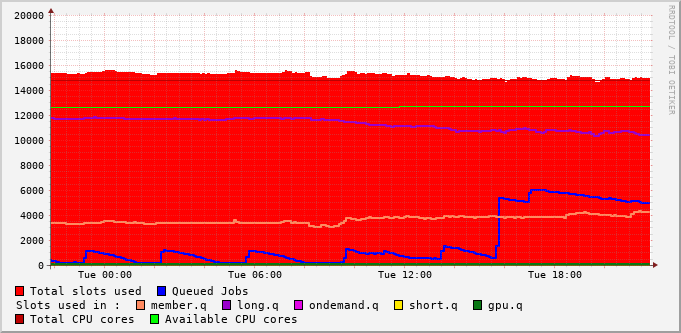 20000
18000
16000
14000
12000
10000
8000
6000
4000
2000
0
Tue 00:00 Tue 06:00 Tue 12:00 Tue 18:00
RRDTOOL / TOBI OETIKER
Total slots used Queued Jobs
Slots used in : member.q long.q ondemand.q short.q gpu.q
Total CPU cores Available CPU cores